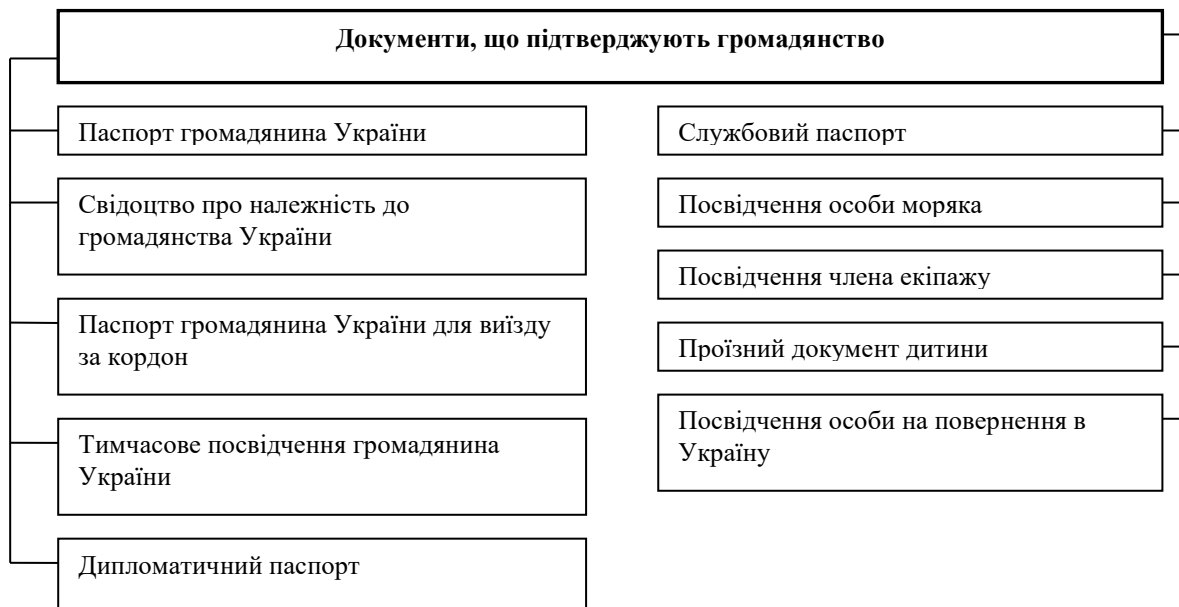 Документи, що підтверджують громадянство
Паспорт громадянина України
Свідоцтво про належність до
громадянства України
Паспорт громадянина України для виїзду
за кордон
Тимчасове посвідчення громадянина
України
Дипломатичний паспорт
Службовий паспорт
Посвідчення особи моряка
Посвідчення члена екіпажу
Проїзний документ дитини
Посвідчення особи на повернення в
Україну